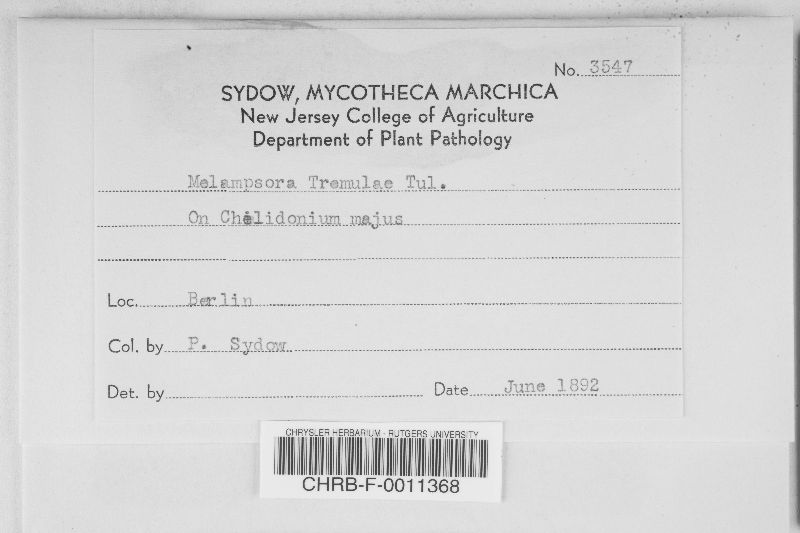 No. 3547
SYDOW, MYCOTHECA MARCHICA
New Jersey College of Agriculture
Department of Plant Pathology
Melampsora Tremulae Tul.
On Chelidonium majus
Loc. Berlin
Col. by P. Sydow
Det. by
Date June 1892
CHRYSLER HERBARIUM - RUTGERS UNIVERSITY
CHRB-F-0011368